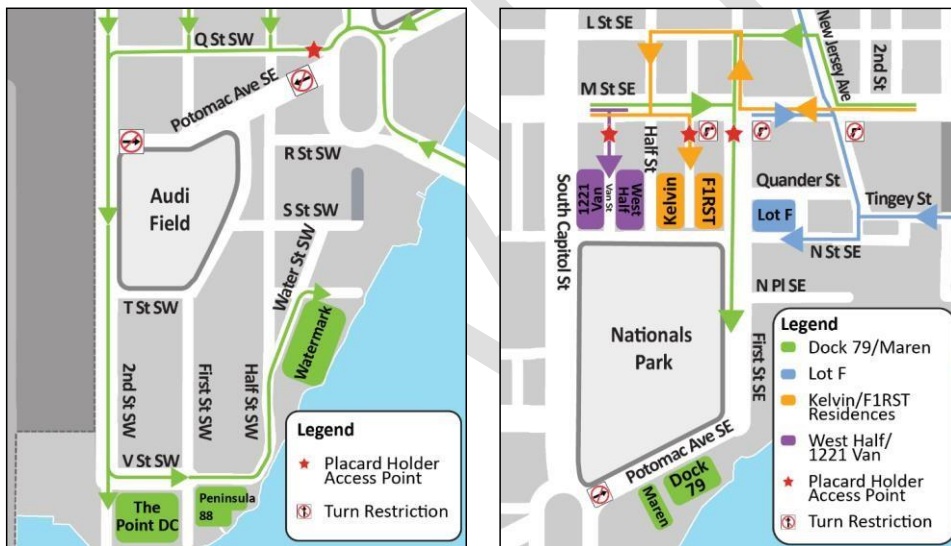 Q St SW
Potomac Ave SE
R St SW
Audi
Field
S St SW
Water St SW
T St SW
Watermark
2nd St SW
First St SW
Half St SW
V St SW
The
Point DC
Peninsula
88
Legend
Placard Holder
Access Point
Turn Restriction
L St SE
New Jersey Ave
2nd St
M St SE
Half St
South Capitol St
1221
Van
Van St
West
Half
Kelvin
F1RST
Quander St
Tingey St
Lot F
N St SE
N Pl SE
Nationals
Park
First St SE
Potomac Ave SE
Dock
79
Maren
Legend
Dock 79/Maren
Lot F
Kelvin/F1RST
Residences
West Half/
1221 Van
Placard Holder
Access Point
Turn Restriction